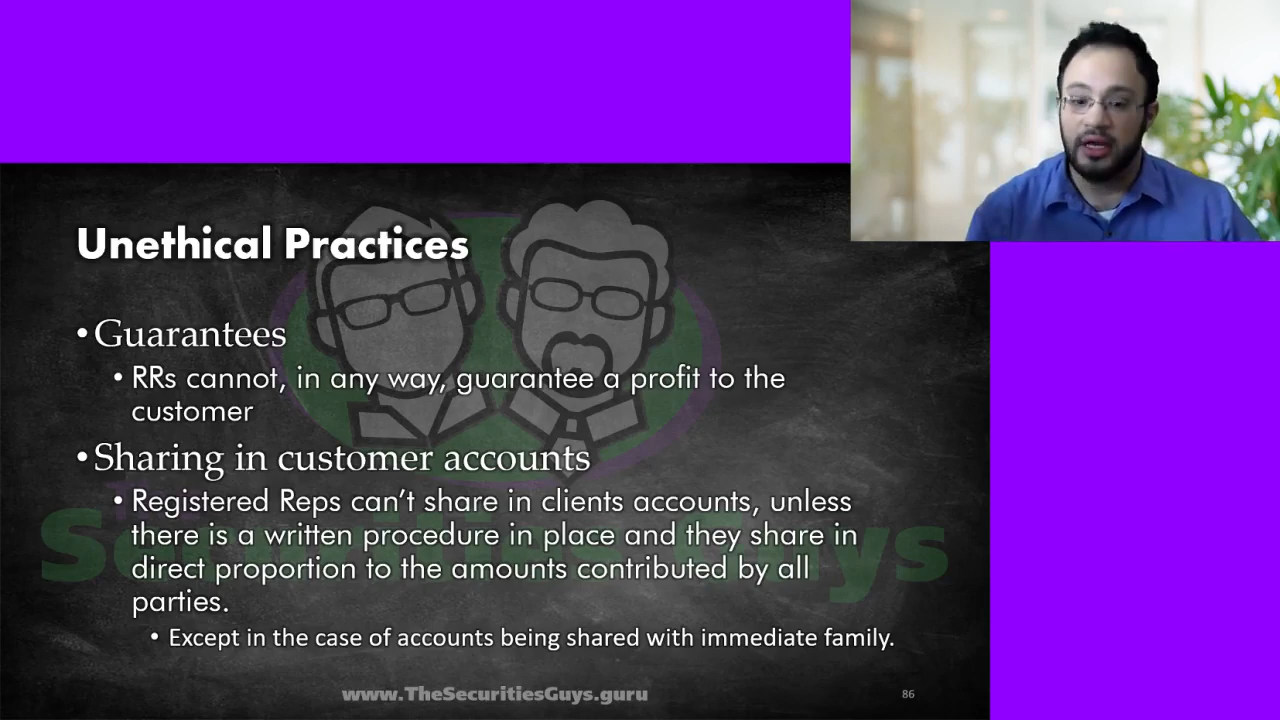 Unethical Practices
•Guarantees
• RRs cannot, in any way, guarantee a profit to the
customer
•Sharing in customer accounts
• Registered Reps can’t share in clients accounts, unless
there is a written procedure in place and they share in
direct proportion to the amounts contributed by all
parties.
• Except in the case of accounts being shared with immediate family.
www.TheSecuritiesGuys.guru
86